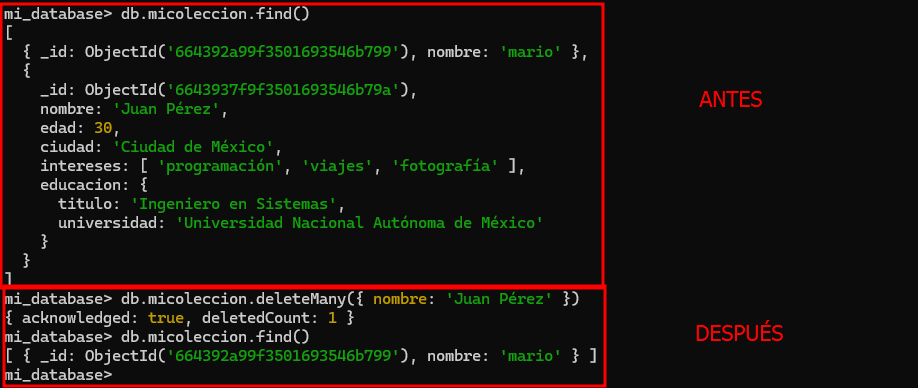 mi_database> db.micoleccion.find()
[
  { _id: ObjectId('664392a99f3501693546b799'), nombre: 'mario' },
  {
    _id: ObjectId('6643937f9f3501693546b79a'),
    nombre: 'Juan Pérez',
    edad: 30,
    ciudad: 'Ciudad de México',
    intereses: [ 'programación', 'viajes', 'fotografía' ],
    educacion: {
      titulo: 'Ingeniero en Sistemas',
      universidad: 'Universidad Nacional Autónoma de México'
    }
  }
]
ANTES
mi_database> db.micoleccion.deleteMany({ nombre: 'Juan Pérez' })
{ acknowledged: true, deletedCount: 1 }
mi_database> db.micoleccion.find()
[ { _id: ObjectId('664392a99f3501693546b799'), nombre: 'mario' } ]
mi_database>
DESPUÉS